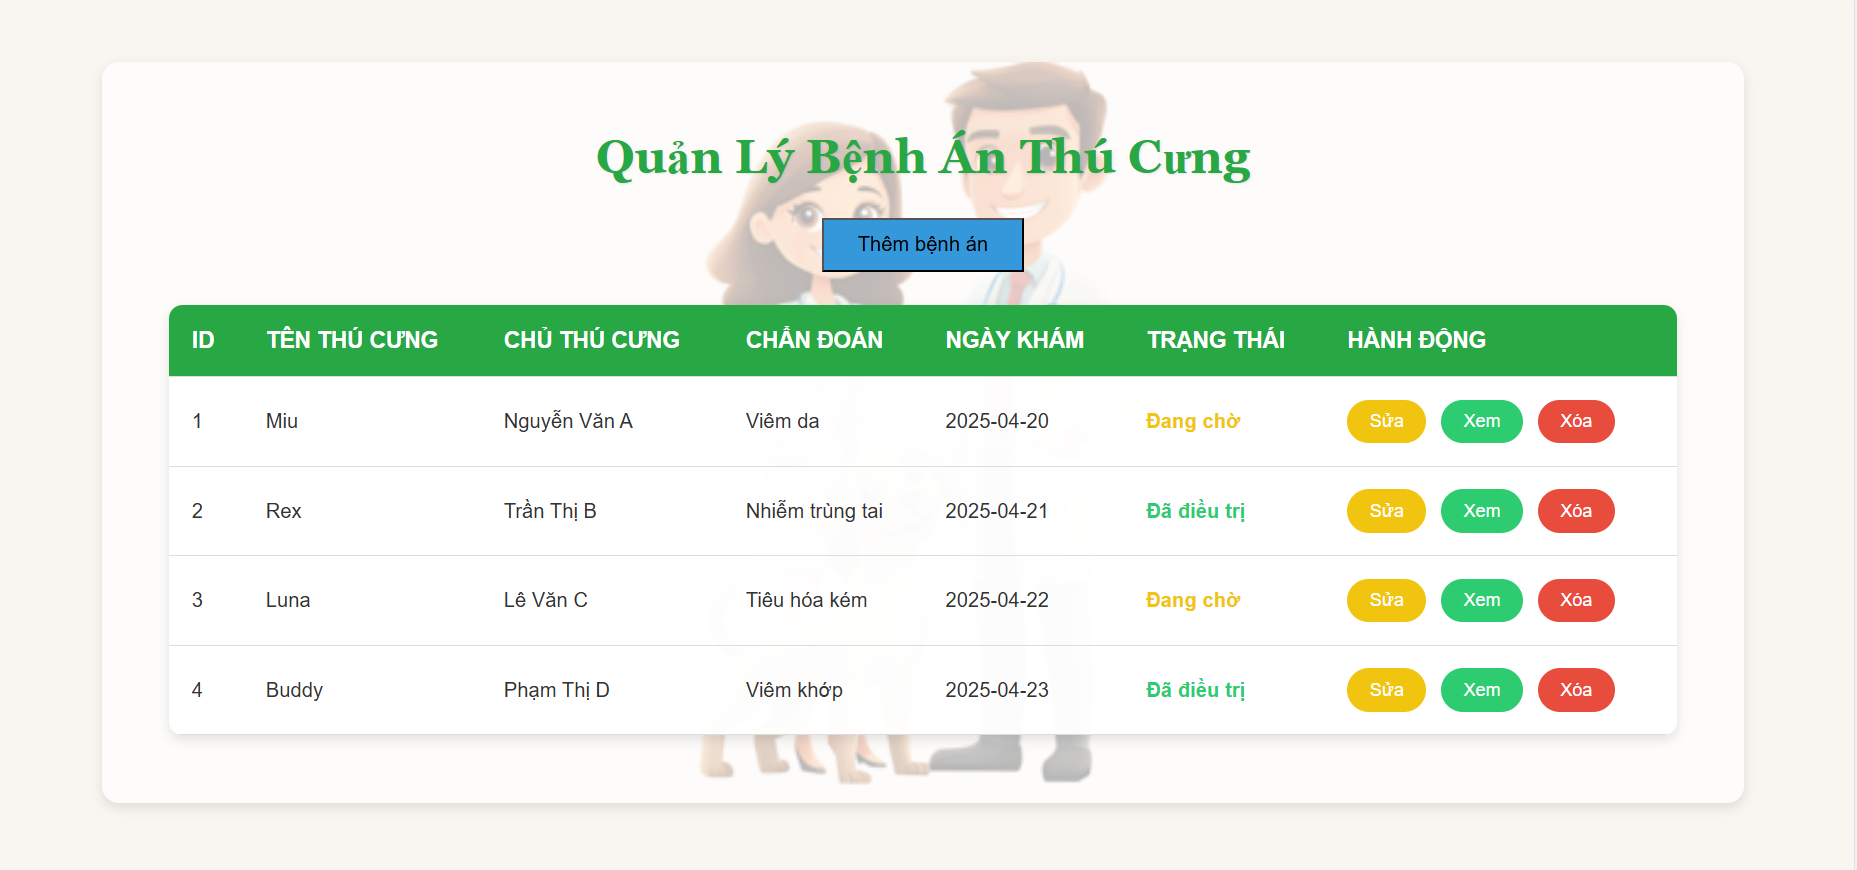 Quản Lý Bệnh Án Thú Cưng
Thêm bệnh án
ID TÊN THÚ CƯNG CHỦ THÚ CƯNG CHẨN ĐOÁN NGÀY KHÁM TRẠNG THÁI HÀNH ĐỘNG
1 Miu Nguyễn Văn A Viêm da 2025-04-20 Đang chờ Sửa Xem Xóa
2 Rex Trần Thị B Nhiễm trùng tai 2025-04-21 Đã điều trị Sửa Xem Xóa
3 Luna Lê Văn C Tiêu hóa kém 2025-04-22 Đang chờ Sửa Xem Xóa
4 Buddy Phạm Thị D Viêm khớp 2025-04-23 Đã điều trị Sửa Xem Xóa